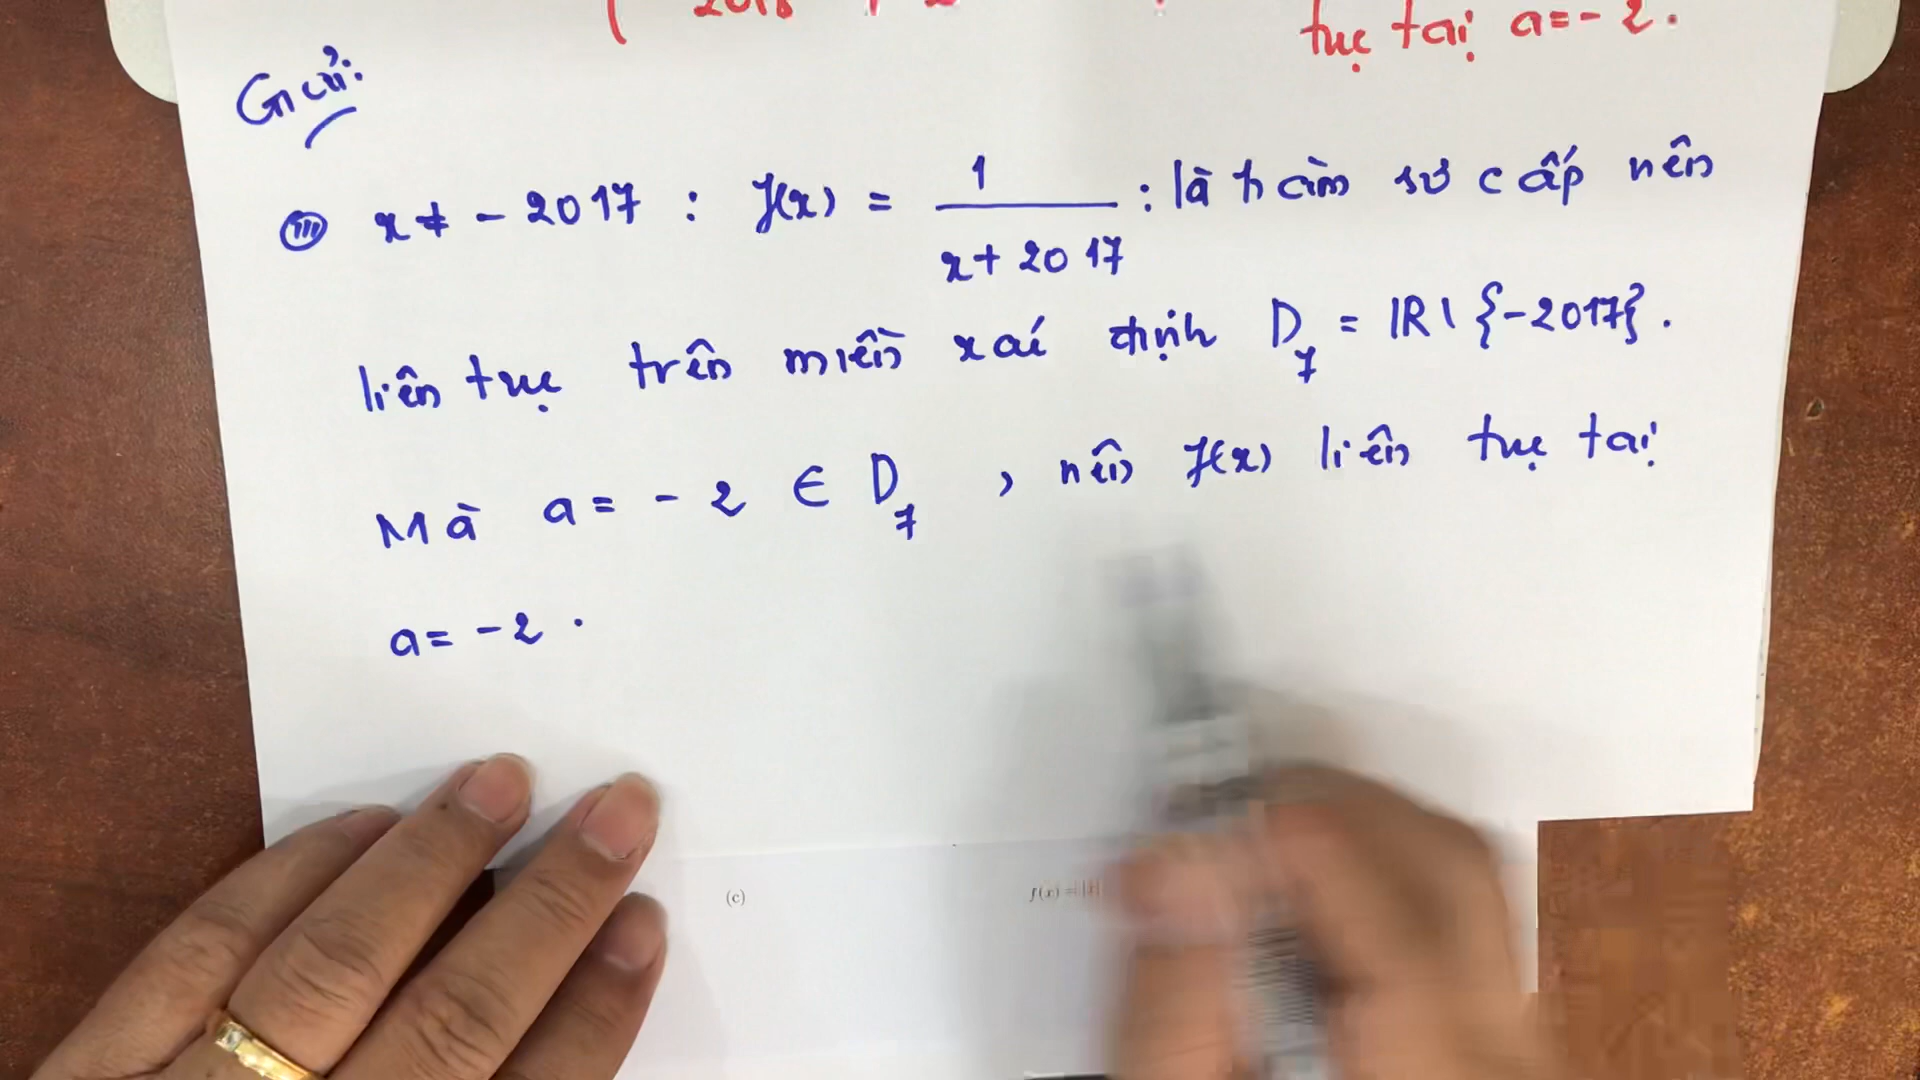 2018
tục tại a = - 2.
Giải:
x ≠ - 2017 : f(x) = 1 / (x + 2017) : là hàm sơ cấp nên
liên tục trên miền xác định D_f = ℝ \ {-2017}.
Mà a = - 2 ∈ D_f , nên f(x) liên tục tại
a = -2 .
(c) f(x) = |x|